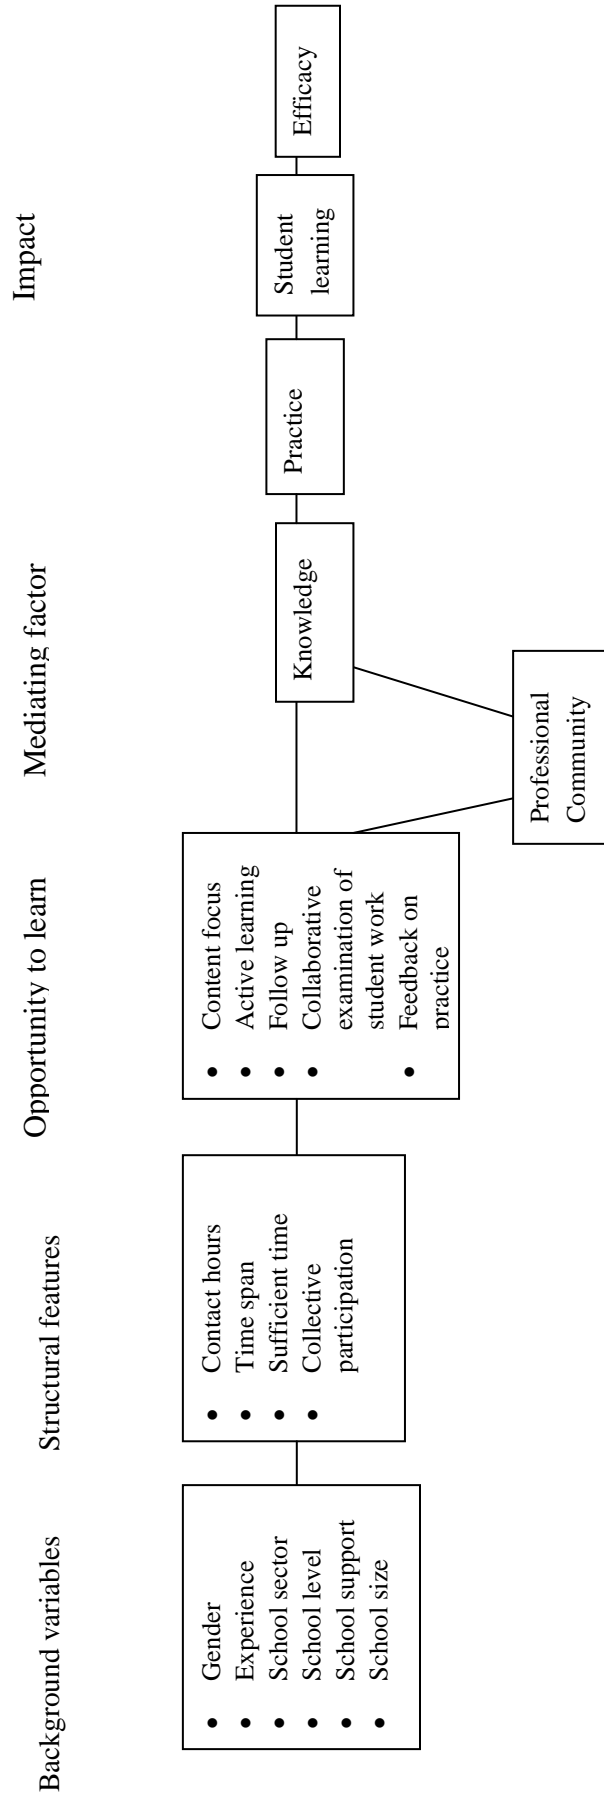 Background variables
Structural features
Opportunity to learn
Mediating factor
Impact
• Gender
• Experience
• School sector
• School level
• School support
• School size
• Contact hours
• Time span
• Sufficient time
• Collective
participation
• Content focus
• Active learning
• Follow up
• Collaborative
examination of
student work
• Feedback on
practice
Professional
Community
Knowledge
Practice
Student
learning
Efficacy